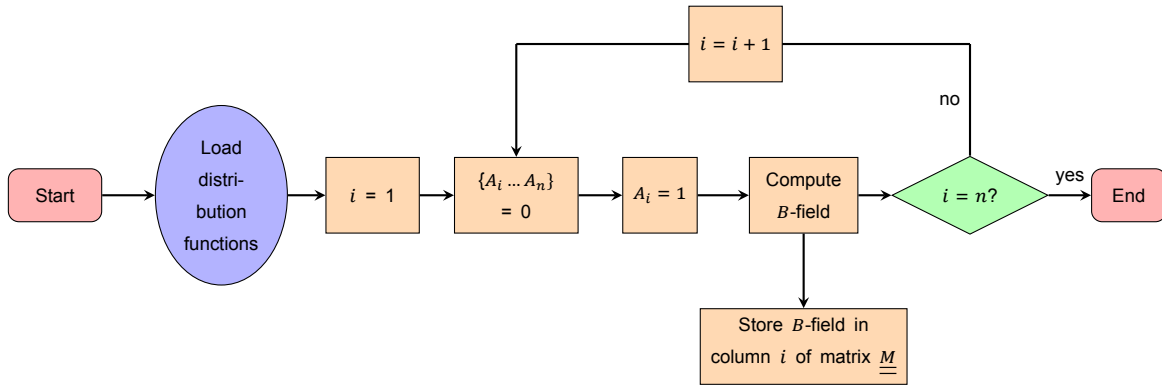 i = i + 1
no
Start
Load
distri-
bution
functions
i = 1
{A_i … A_n}
= 0
A_i = 1
Compute
B-field
i = n?
yes
End
Store B-field in
column i of matrix M